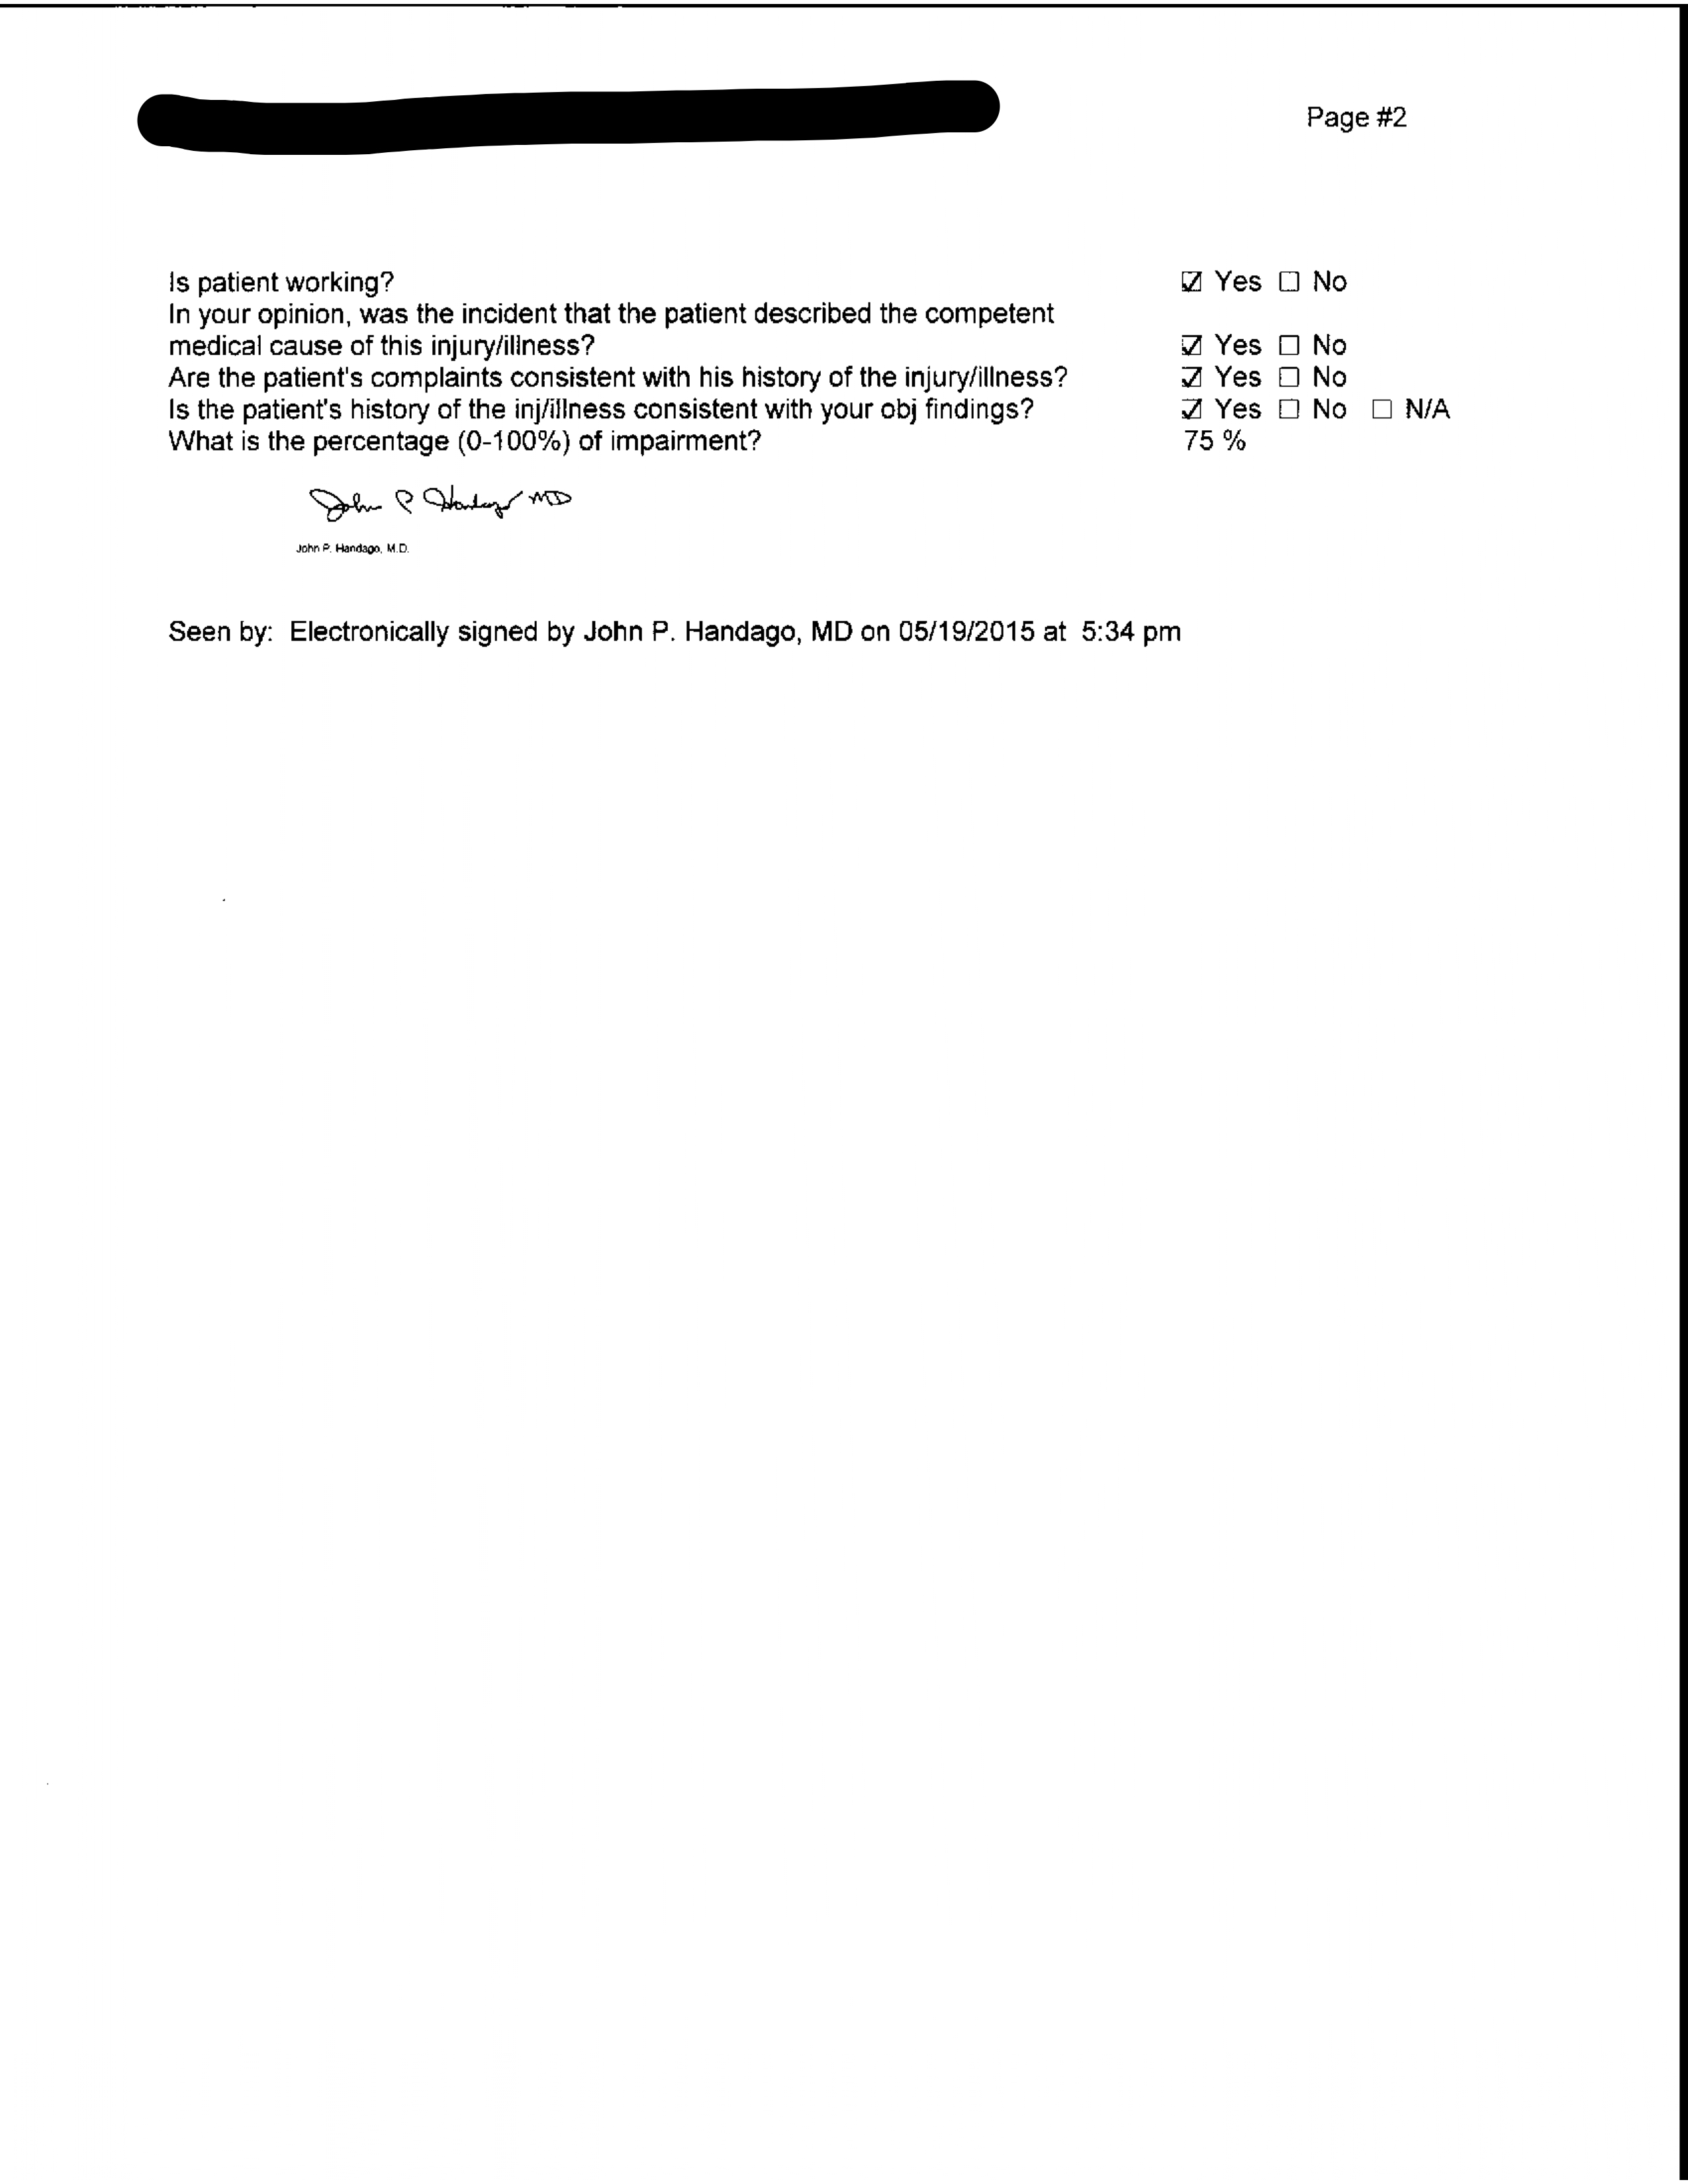 Page #2
Is patient working? ☑ Yes ☐ No
In your opinion, was the incident that the patient described the competent
medical cause of this injury/illness? ☑ Yes ☐ No
Are the patient's complaints consistent with his history of the injury/illness? ☑ Yes ☐ No
Is the patient's history of the inj/illness consistent with your obj findings? ☑ Yes ☐ No ☐ N/A
What is the percentage (0-100%) of impairment? 75 %
John P Handago MD
John P. Handago, M.D.
Seen by: Electronically signed by John P. Handago, MD on 05/19/2015 at 5:34 pm